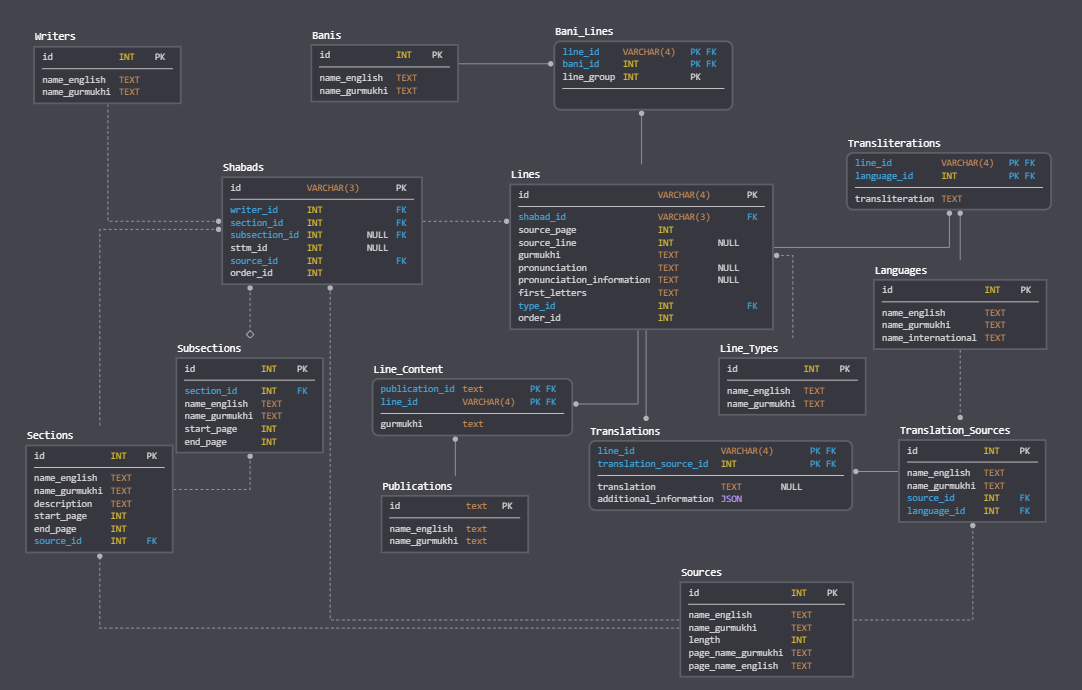 Writers
id INT PK
name_english TEXT
name_gurmukhi TEXT
Banis
id INT PK
name_english TEXT
name_gurmukhi TEXT
Bani_Lines
line_id VARCHAR(4) PK FK
bani_id INT PK FK
line_group INT PK
Transliterations
line_id VARCHAR(4) PK FK
language_id INT PK FK
transliteration TEXT
Shabads
id VARCHAR(3) PK
writer_id INT FK
section_id INT FK
subsection_id INT NULL FK
sttm_id INT NULL
source_id INT FK
order_id INT
Lines
id VARCHAR(4) PK
shabad_id VARCHAR(3) FK
source_page INT
source_line INT NULL
gurmukhi TEXT
pronunciation TEXT NULL
pronunciation_information TEXT NULL
first_letters TEXT
type_id INT FK
order_id INT
Languages
id INT PK
name_english TEXT
name_gurmukhi TEXT
name_international TEXT
Subsections
id INT PK
section_id INT FK
name_english TEXT
name_gurmukhi TEXT
start_page INT
end_page INT
Line_Content
publication_id text PK FK
line_id VARCHAR(4) PK FK
gurmukhi text
Line_Types
id INT PK
name_english TEXT
name_gurmukhi TEXT
Sections
id INT PK
name_english TEXT
name_gurmukhi TEXT
description TEXT
start_page INT
end_page INT
source_id INT FK
Publications
id text PK
name_english text
name_gurmukhi text
Translations
line_id VARCHAR(4) PK FK
translation_source_id INT PK FK
translation TEXT NULL
additional_information JSON
Translation_Sources
id INT PK
name_english TEXT
name_gurmukhi TEXT
source_id INT FK
language_id INT FK
Sources
id INT PK
name_english TEXT
name_gurmukhi TEXT
length INT
page_name_gurmukhi TEXT
page_name_english TEXT